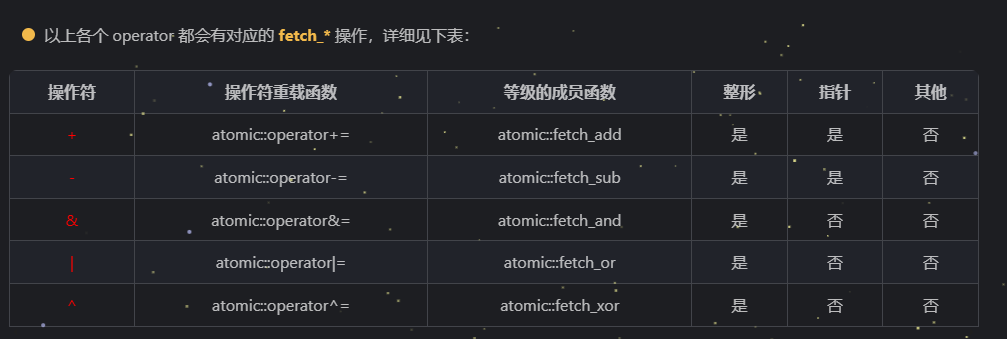 以上各个 operator 都会有对应的 fetch_* 操作，详细见下表：
操作符 操作符重载函数 等级的成员函数 整形 指针 其他
+ atomic::operator+= atomic::fetch_add 是 是 否
- atomic::operator-= atomic::fetch_sub 是 是 否
& atomic::operator&= atomic::fetch_and 是 否 否
| atomic::operator|= atomic::fetch_or 是 否 否
^ atomic::operator^= atomic::fetch_xor 是 否 否